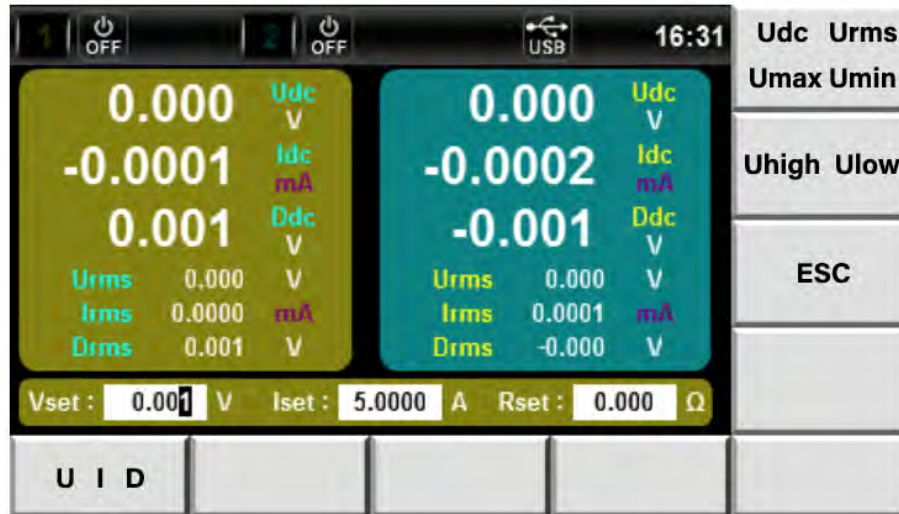 1 OFF 2 OFF USB 16:31
Udc Urms
Umax Umin
0.000 Udc V
-0.0001 Idc mA
0.001 Ddc V
Urms 0.000 V
Irms 0.0000 mA
Drms 0.001 V
0.000 Udc V
-0.0002 Idc mA
-0.001 Ddc V
Urms 0.000 V
Irms 0.0001 mA
Drms -0.000 V
Uhigh Ulow
ESC
Vset : 0.001 V Iset : 5.0000 A Rset : 0.000 Ω
U I D